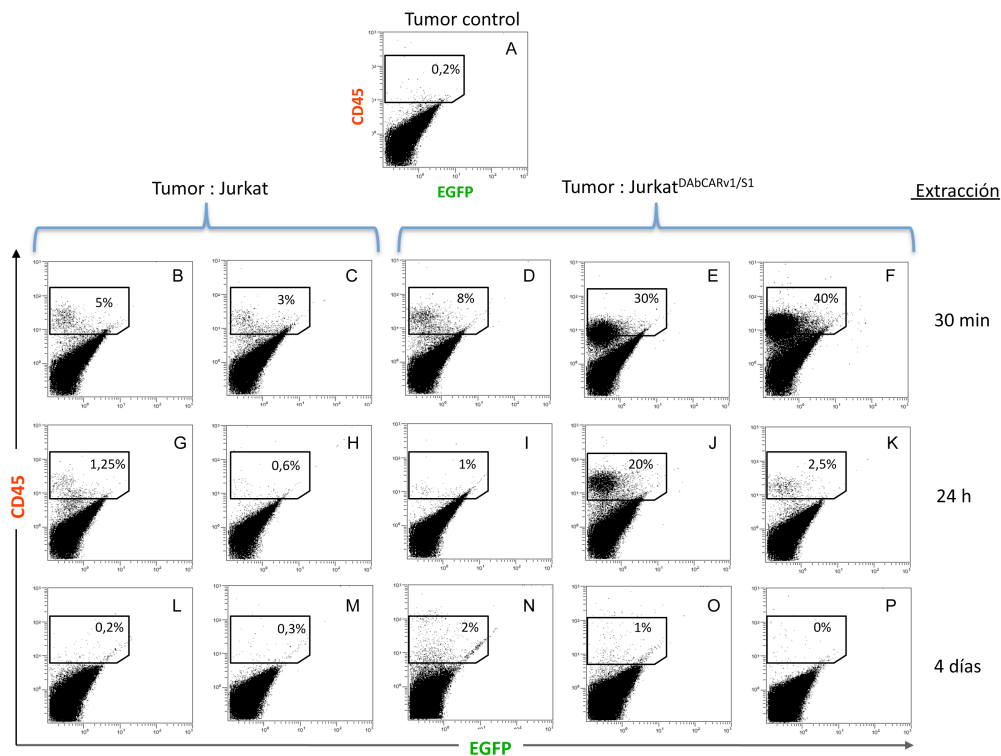 Tumor control
A
0,2%
CD45
EGFP
Tumor : Jurkat
Tumor : Jurkat^DAbCARv1/S1
Extracción
B
5%
C
3%
D
8%
E
30%
F
40%
30 min
G
1,25%
H
0,6%
I
1%
J
20%
K
2,5%
24 h
CD45
L
0,2%
M
0,3%
N
2%
O
1%
P
0%
4 días
EGFP